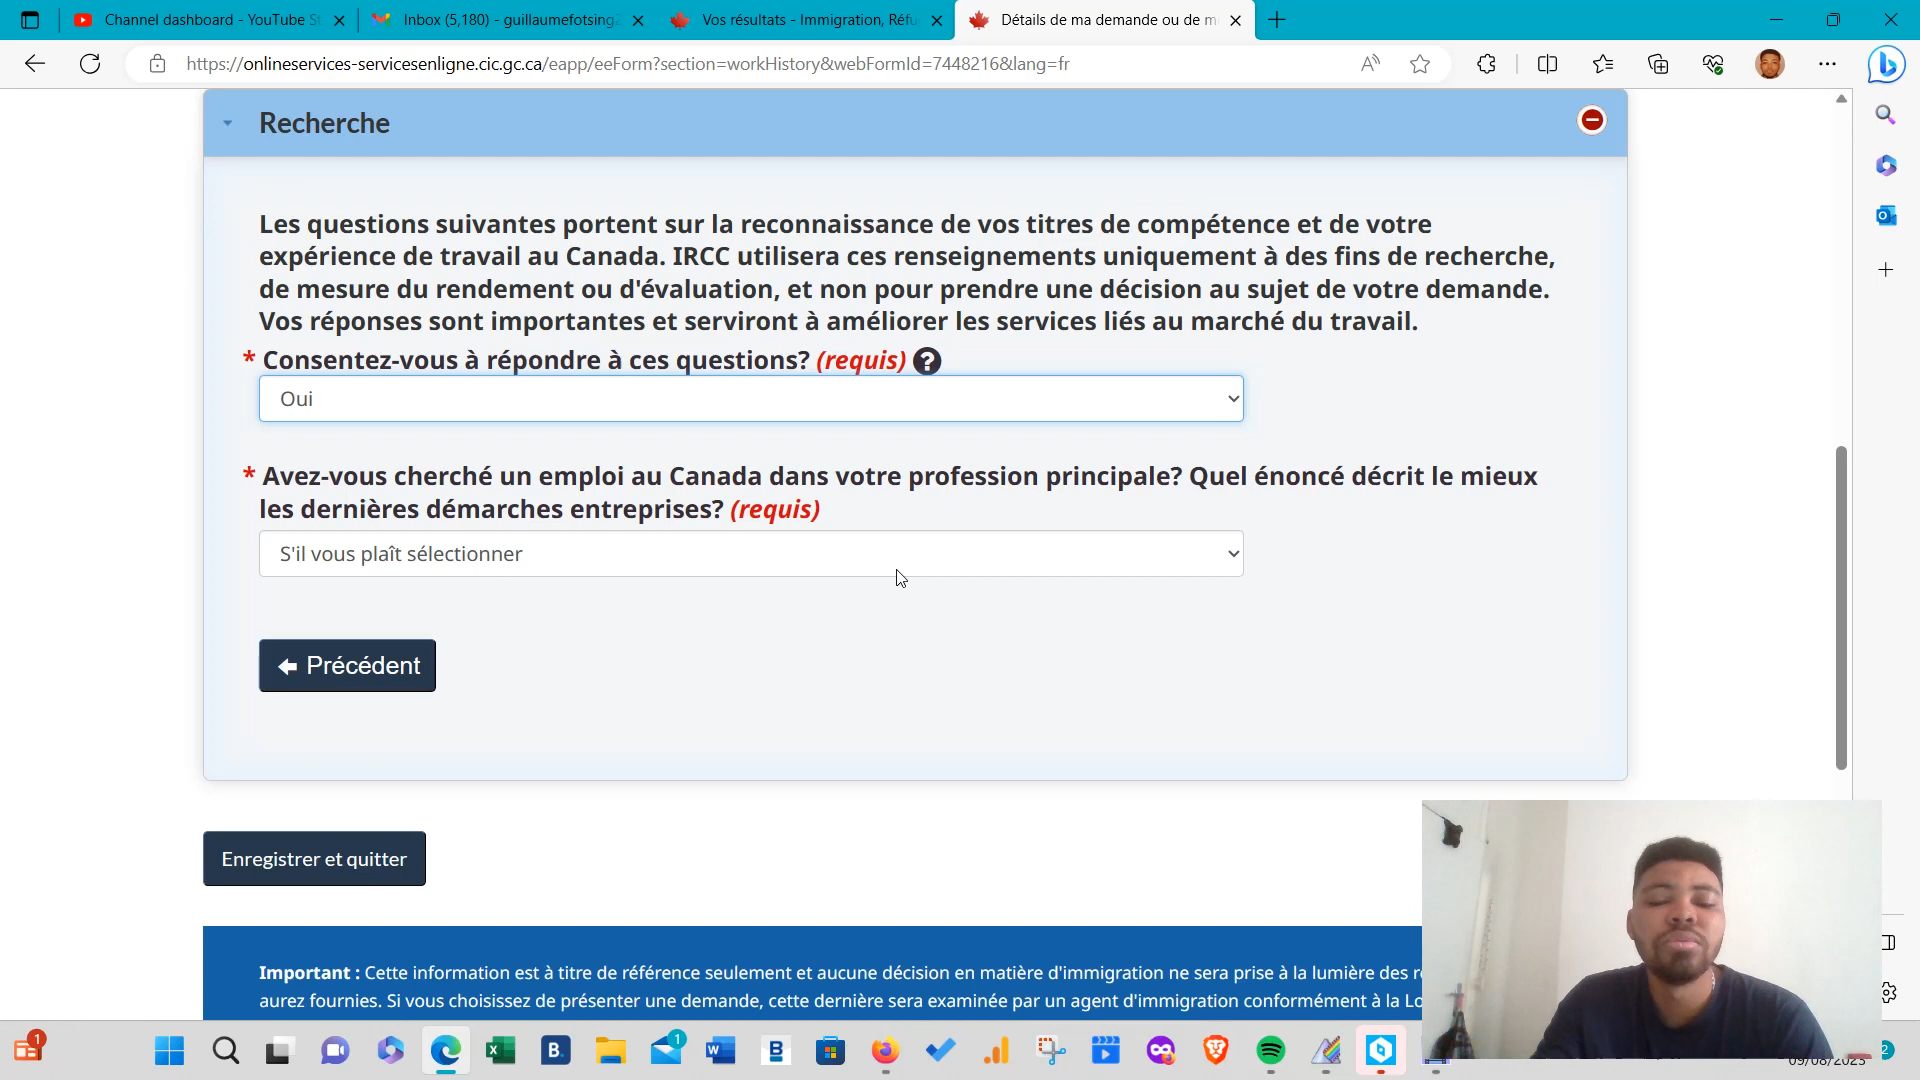 Channel dashboard - YouTube S
Inbox (5,180) - guillaumefotsing
Vos résultats - Immigration, Réfu
Détails de ma demande ou de m
https://onlineservices-servicesenligne.cic.gc.ca/eapp/eeForm?section=workHistory&webFormId=7448216&lang=fr
Recherche
Les questions suivantes portent sur la reconnaissance de vos titres de compétence et de votre
expérience de travail au Canada. IRCC utilisera ces renseignements uniquement à des fins de recherche,
de mesure du rendement ou d'évaluation, et non pour prendre une décision au sujet de votre demande.
Vos réponses sont importantes et serviront à améliorer les services liés au marché du travail.
* Consentez-vous à répondre à ces questions? (requis) ?
Oui
* Avez-vous cherché un emploi au Canada dans votre profession principale? Quel énoncé décrit le mieux
les dernières démarches entreprises? (requis)
S'il vous plaît sélectionner
Précédent
Enregistrer et quitter
Important : Cette information est à titre de référence seulement et aucune décision en matière d'immigration ne sera prise à la lumière des r
aurez fournies. Si vous choisissez de présenter une demande, cette dernière sera examinée par un agent d'immigration conformément à la Lo
1
B.
1
B
09/08/2023
2